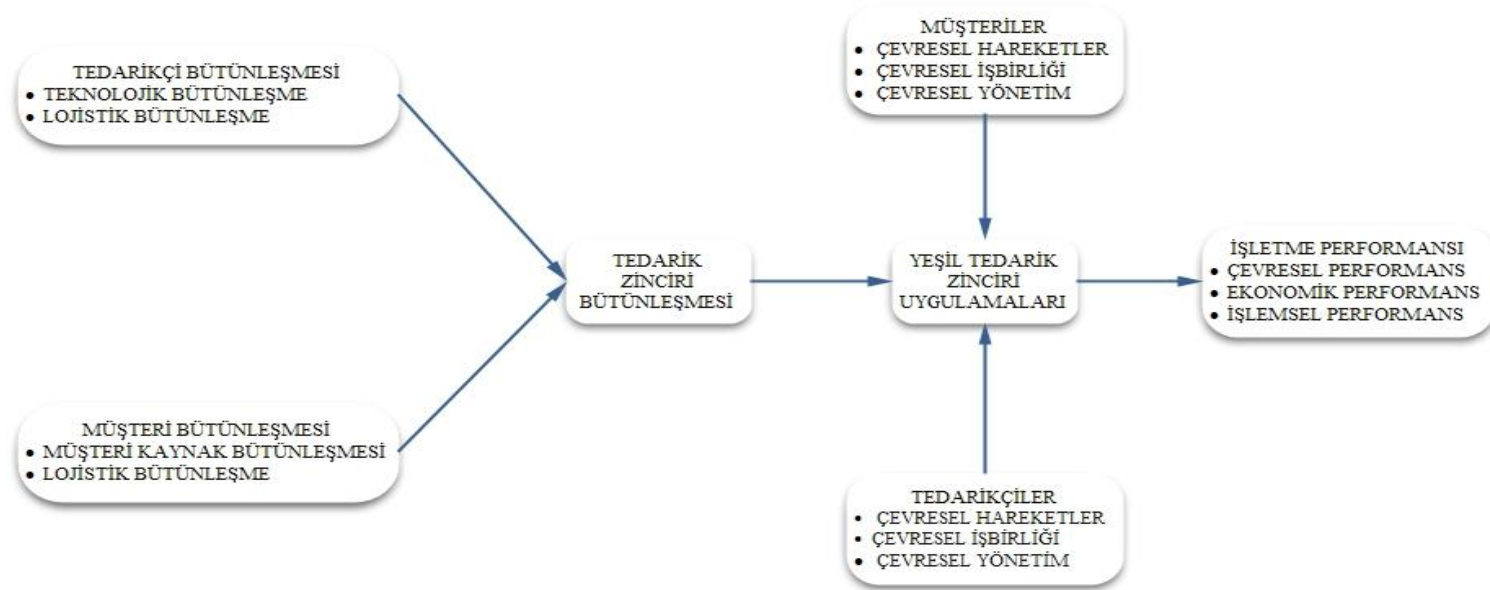 TEDARİKÇİ BÜTÜNLEŞMESİ
• TEKNOLOJİK BÜTÜNLEŞME
• LOJİSTİK BÜTÜNLEŞME
MÜŞTERİ BÜTÜNLEŞMESİ
• MÜŞTERİ KAYNAK BÜTÜNLEŞMESİ
• LOJİSTİK BÜTÜNLEŞME
TEDARİK
ZİNCİRİ
BÜTÜNLEŞMESİ
MÜŞTERİLER
• ÇEVRESEL HAREKETLER
• ÇEVRESEL İŞBİRLİĞİ
• ÇEVRESEL YÖNETİM
YEŞİL TEDARİK
ZİNCİRİ
UYGULAMALARI
TEDARİKÇİLER
• ÇEVRESEL HAREKETLER
• ÇEVRESEL İŞBİRLİĞİ
• ÇEVRESEL YÖNETİM
İŞLETME PERFORMANSI
• ÇEVRESEL PERFORMANS
• EKONOMİK PERFORMANS
• İŞLEMSEL PERFORMANS